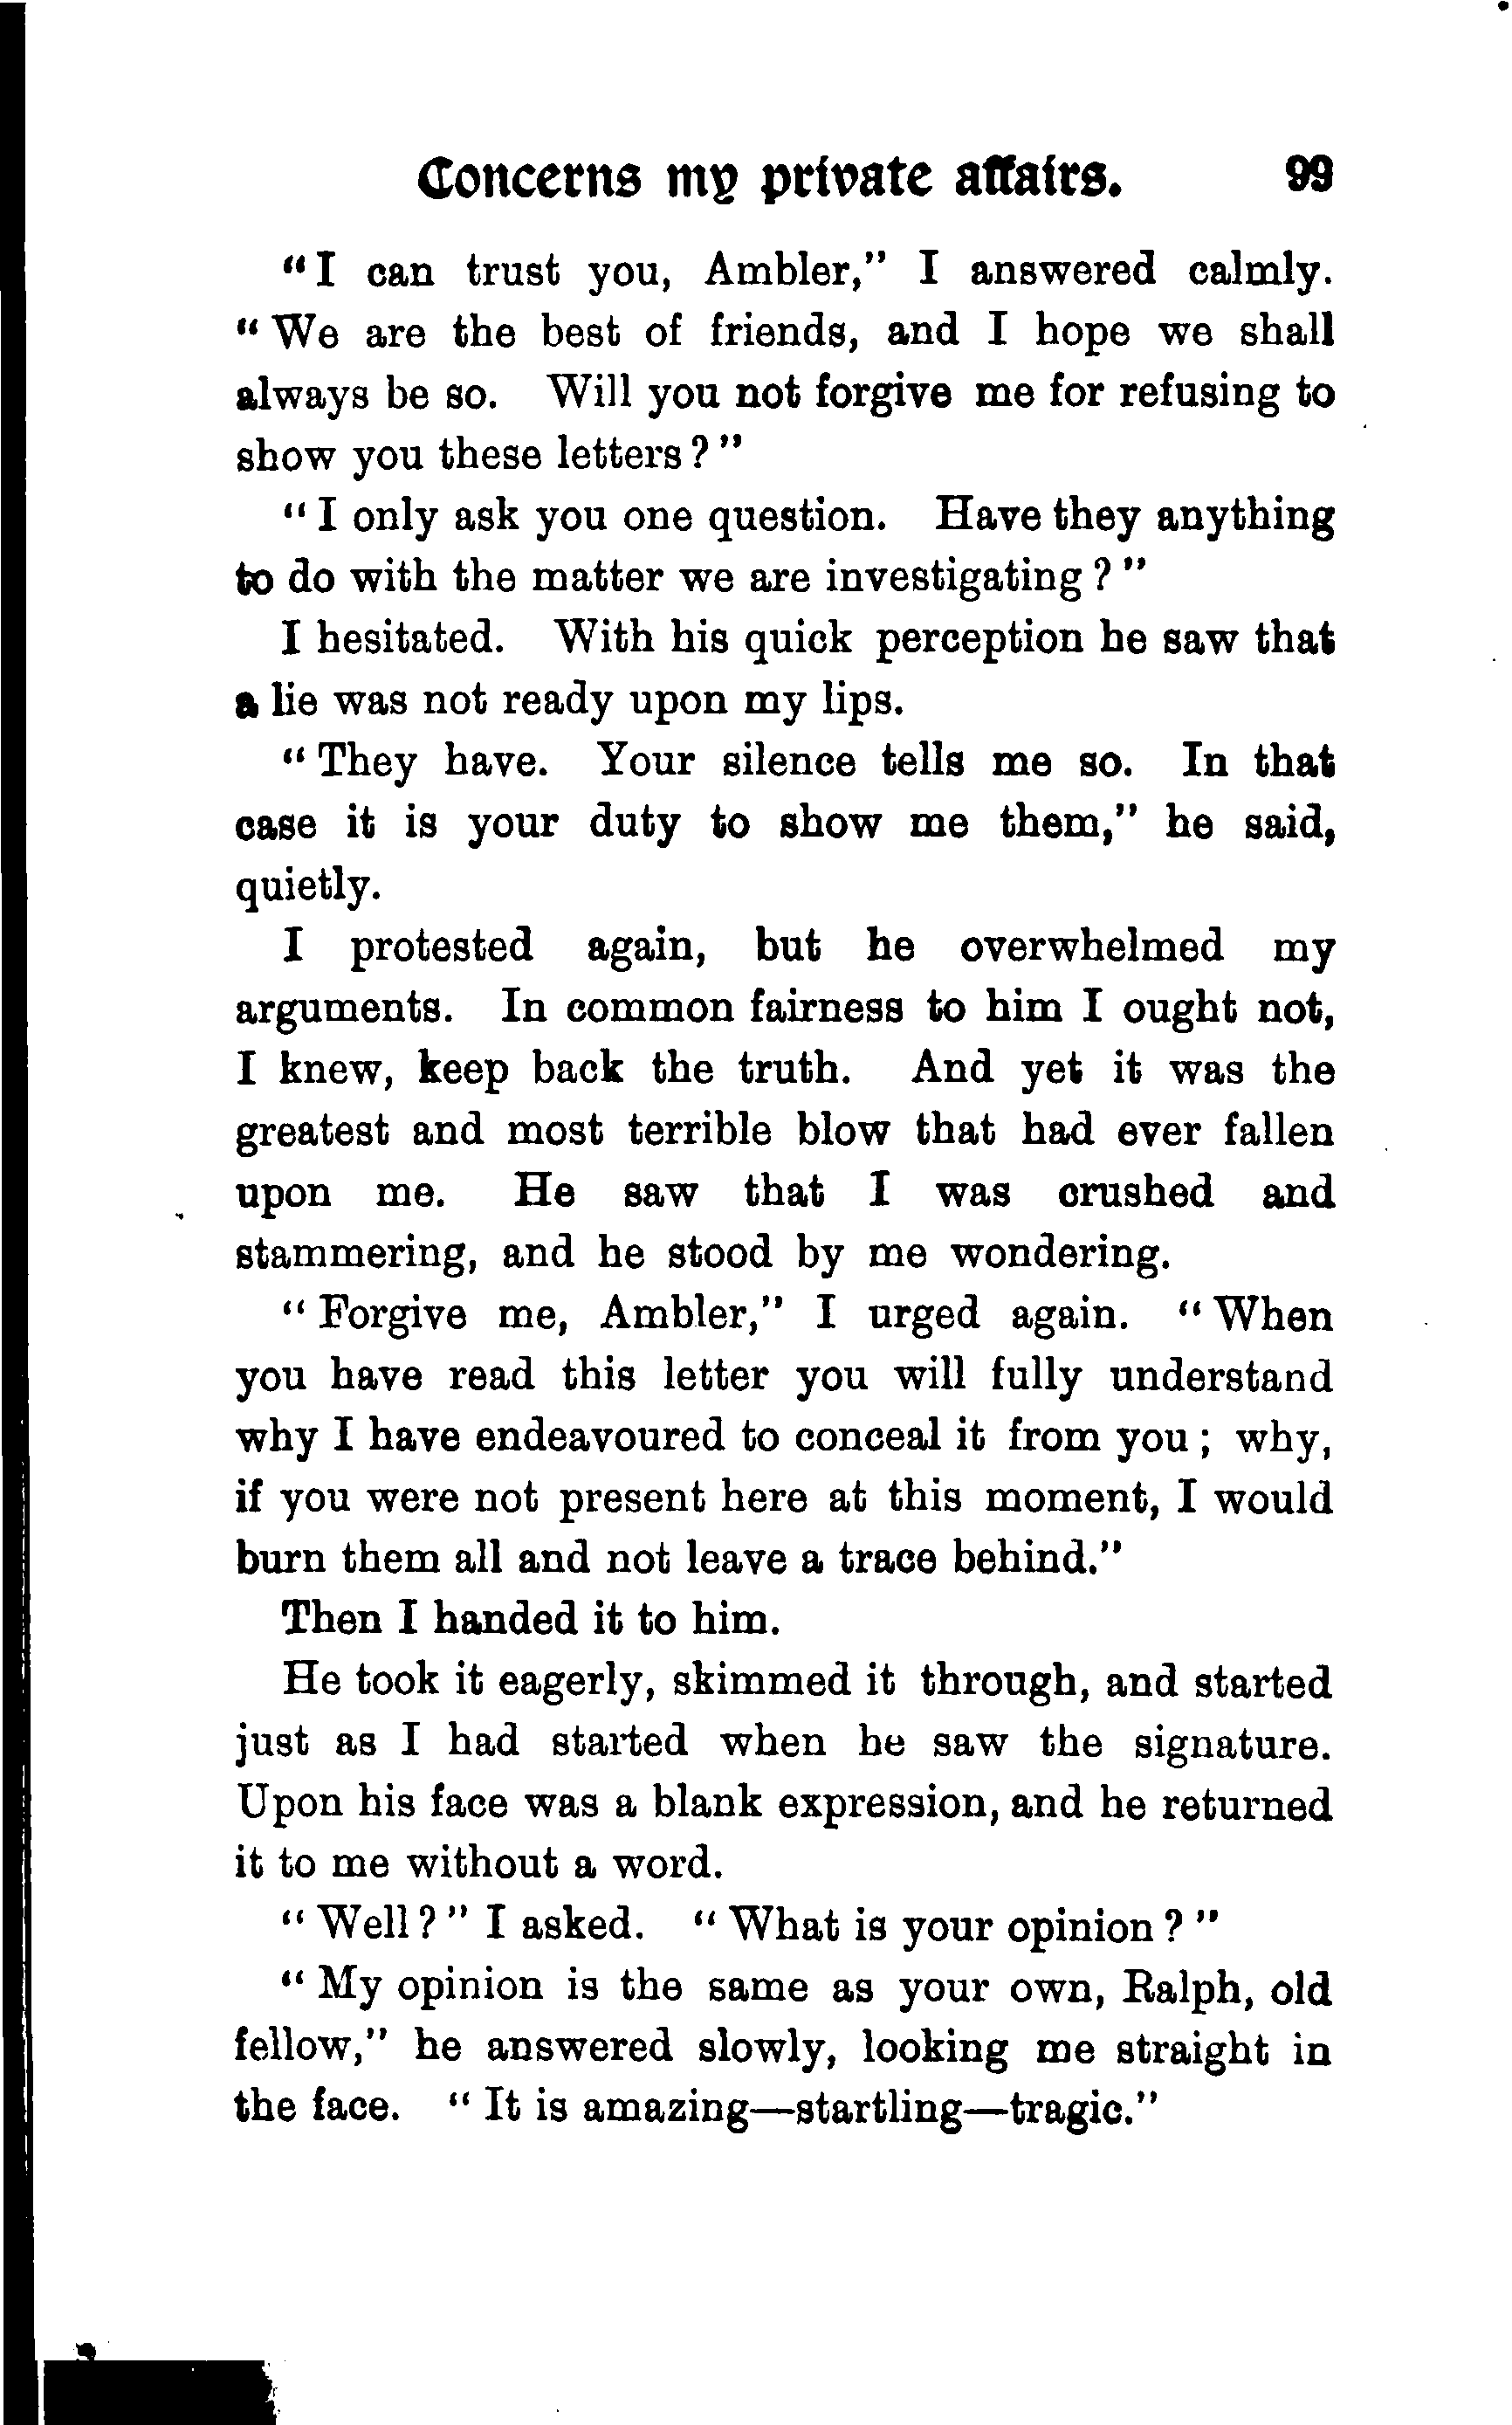 Concerns my private affairs. 99
"I can trust you, Ambler," I answered calmly.
"We are the best of friends, and I hope we shall
always be so. Will you not forgive me for refusing to
show you these letters?"
"I only ask you one question. Have they anything
to do with the matter we are investigating?"
I hesitated. With his quick perception he saw that
a lie was not ready upon my lips.
"They have. Your silence tells me so. In that
case it is your duty to show me them," he said,
quietly.
I protested again, but he overwhelmed my
arguments. In common fairness to him I ought not,
I knew, keep back the truth. And yet it was the
greatest and most terrible blow that had ever fallen
upon me. He saw that I was crushed and
stammering, and he stood by me wondering.
"Forgive me, Ambler," I urged again. "When
you have read this letter you will fully understand
why I have endeavoured to conceal it from you; why,
if you were not present here at this moment, I would
burn them all and not leave a trace behind."
Then I handed it to him.
He took it eagerly, skimmed it through, and started
just as I had started when he saw the signature.
Upon his face was a blank expression, and he returned
it to me without a word.
"Well?" I asked. "What is your opinion?"
"My opinion is the same as your own, Ralph, old
fellow," he answered slowly, looking me straight in
the face. "It is amazing—startling—tragic."